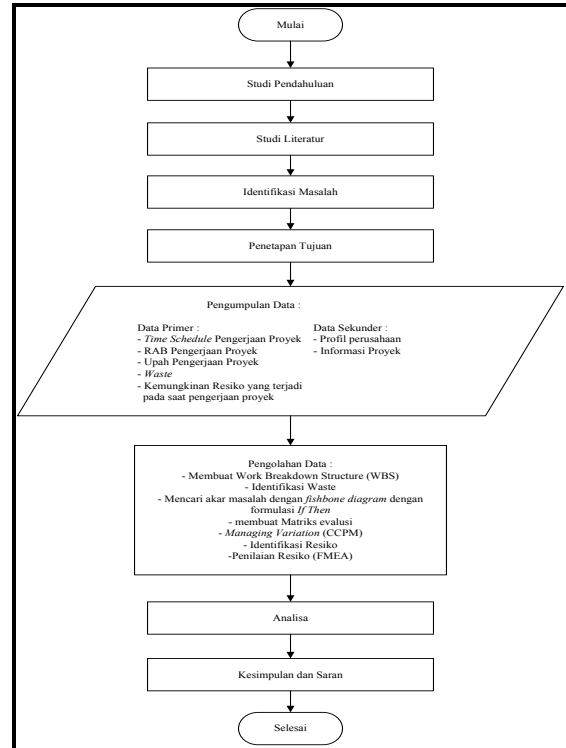 Mulai
Studi Pendahuluan
Studi Literatur
Identifikasi Masalah
Penetapan Tujuan
Pengumpulan Data :
Data Primer :
- Time Schedule Pengerjaan Proyek
- RAB Pengerjaan Proyek
- Upah Pengerjaan Proyek
- Waste
- Kemungkinan Resiko yang terjadi
pada saat pengerjaan proyek
Data Sekunder :
- Profil perusahaan
- Informasi Proyek
Pengolahan Data :
- Membuat Work Breakdown Structure (WBS)
- Identifikasi Waste
- Mencari akar masalah dengan fishbone diagram dengan
formulasi If Then
- membuat Matriks evalusi
- Managing Variation (CCPM)
- Identifikasi Resiko
-Penilaian Resiko (FMEA)
Analisa
Kesimpulan dan Saran
Selesai